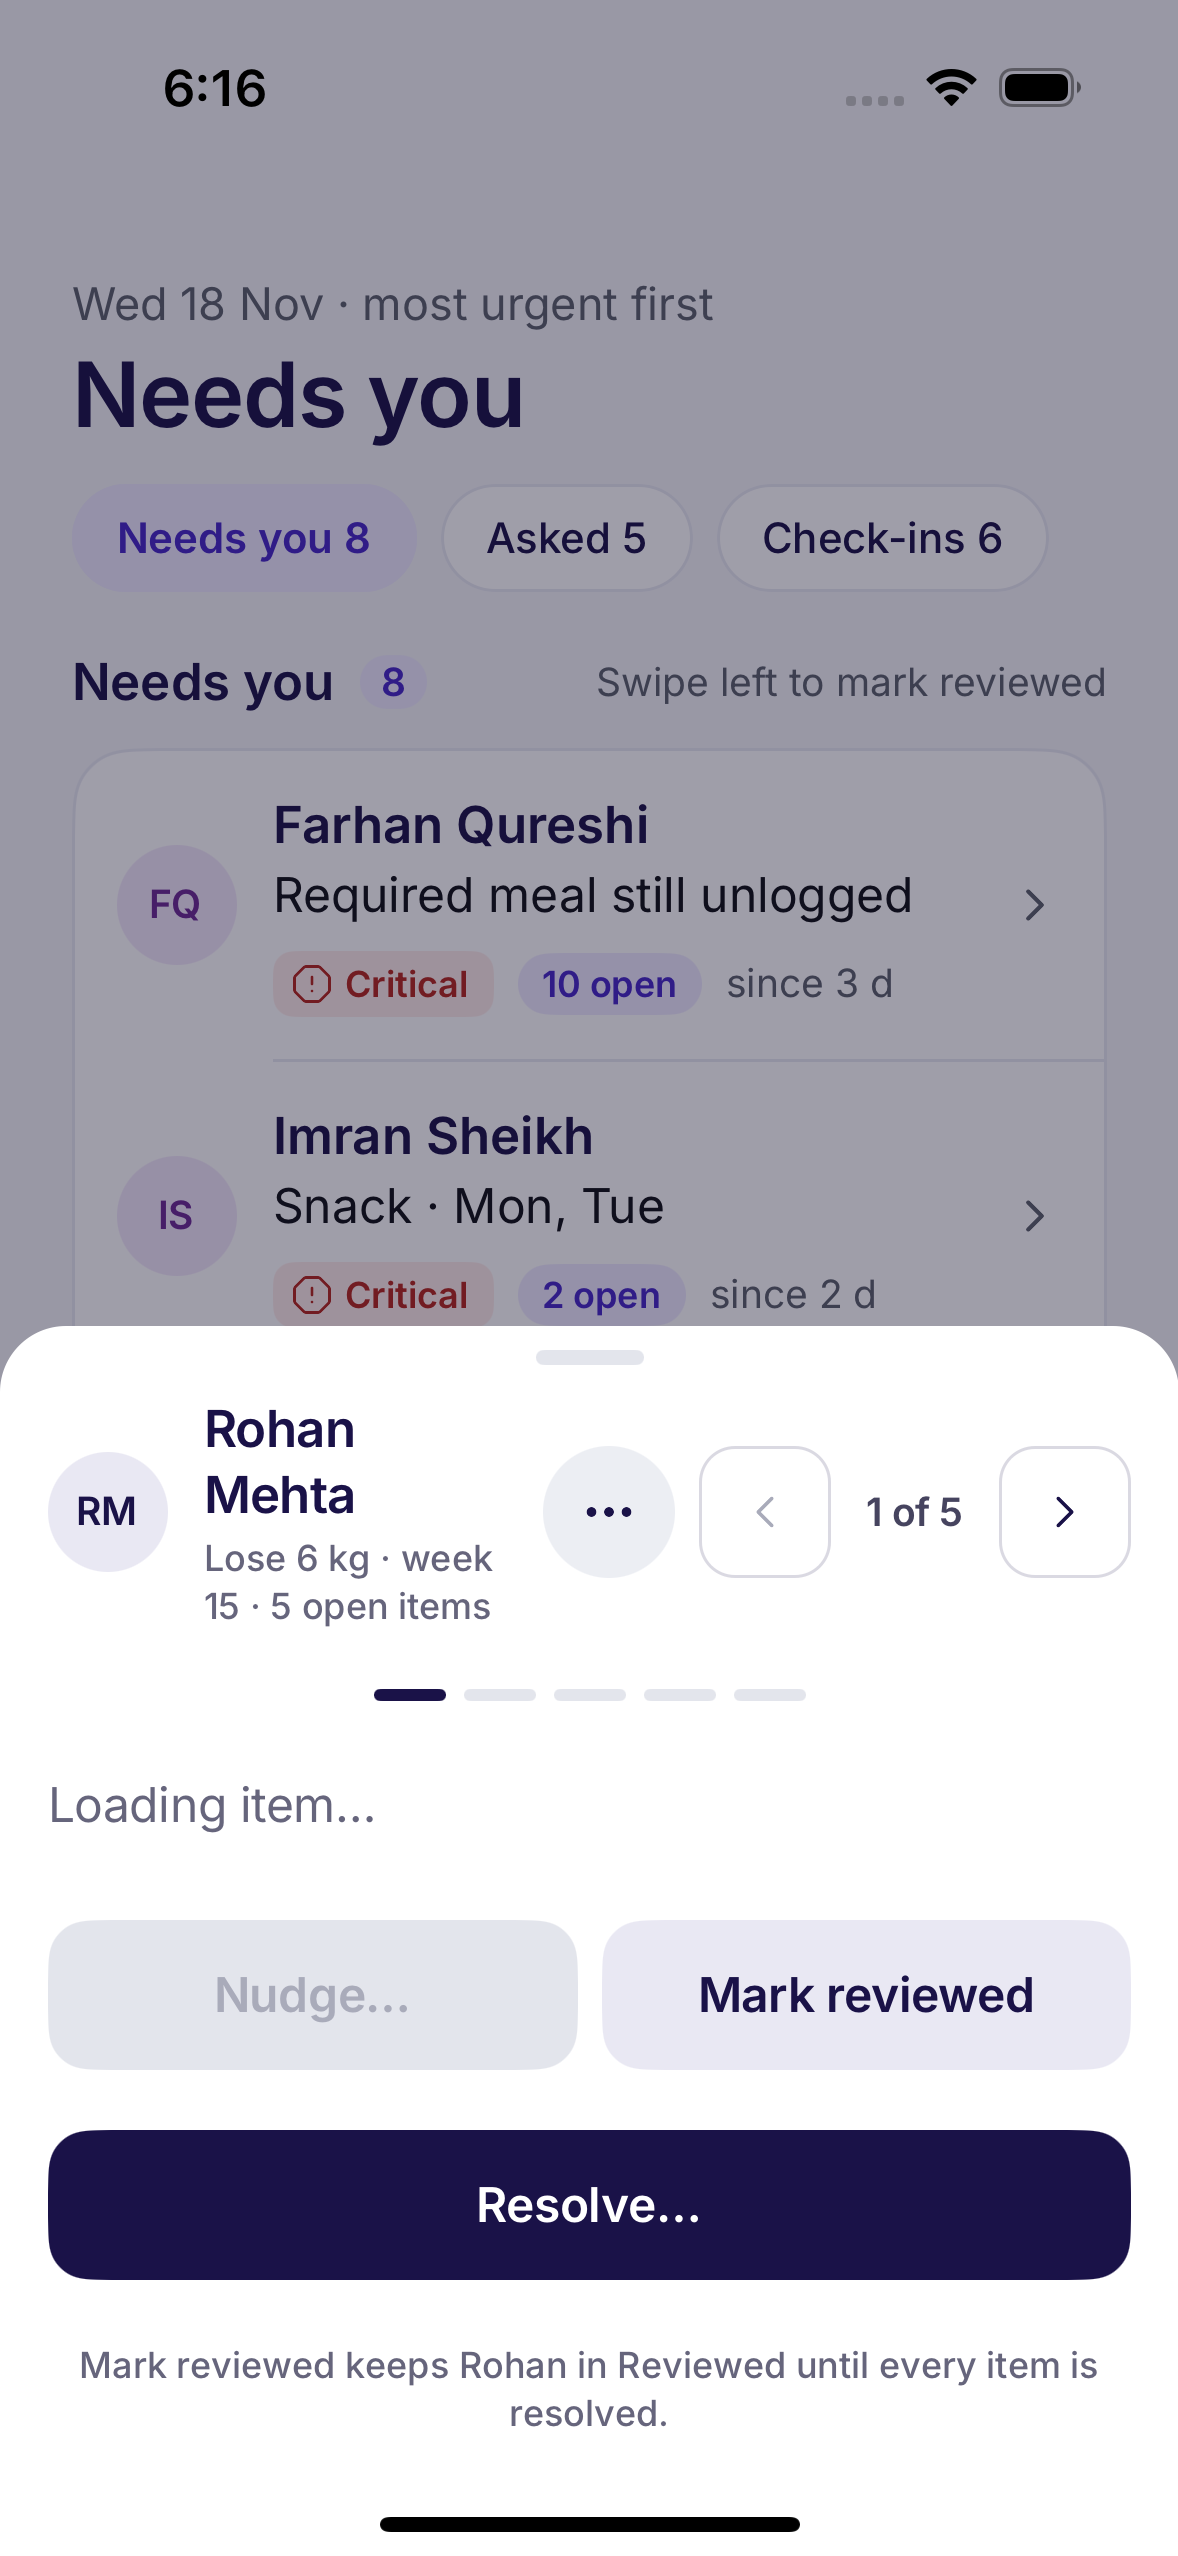 6:16
Wed 18 Nov · most urgent first
Needs you
Needs you 8
Asked 5
Check-ins 6
Needs you 8
Swipe left to mark reviewed
FQ
Farhan Qureshi
Required meal still unlogged
Critical
10 open
since 3 d
IS
Imran Sheikh
Snack · Mon, Tue
Critical
2 open
since 2 d
RM
Rohan
Mehta
Lose 6 kg · week
15 · 5 open items
1 of 5
Loading item...
Nudge...
Mark reviewed
Resolve...
Mark reviewed keeps Rohan in Reviewed until every item is
resolved.